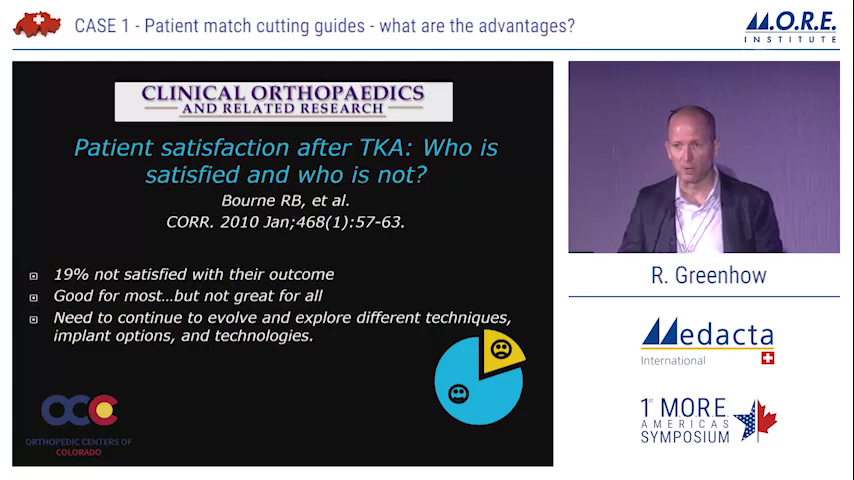 CASE 1 - Patient match cutting guides - what are the advantages?
M.O.R.E.
INSTITUTE
CLINICAL ORTHOPAEDICS
AND RELATED RESEARCH
Patient satisfaction after TKA: Who is
satisfied and who is not?
Bourne RB, et al.
CORR. 2010 Jan;468(1):57-63.
19% not satisfied with their outcome
Good for most…but not great for all
Need to continue to evolve and explore different techniques,
implant options, and technologies.
OCC
ORTHOPEDIC CENTERS OF
COLORADO
R. Greenhow
Medacta
International
1st MORE
AMERICAS
SYMPOSIUM